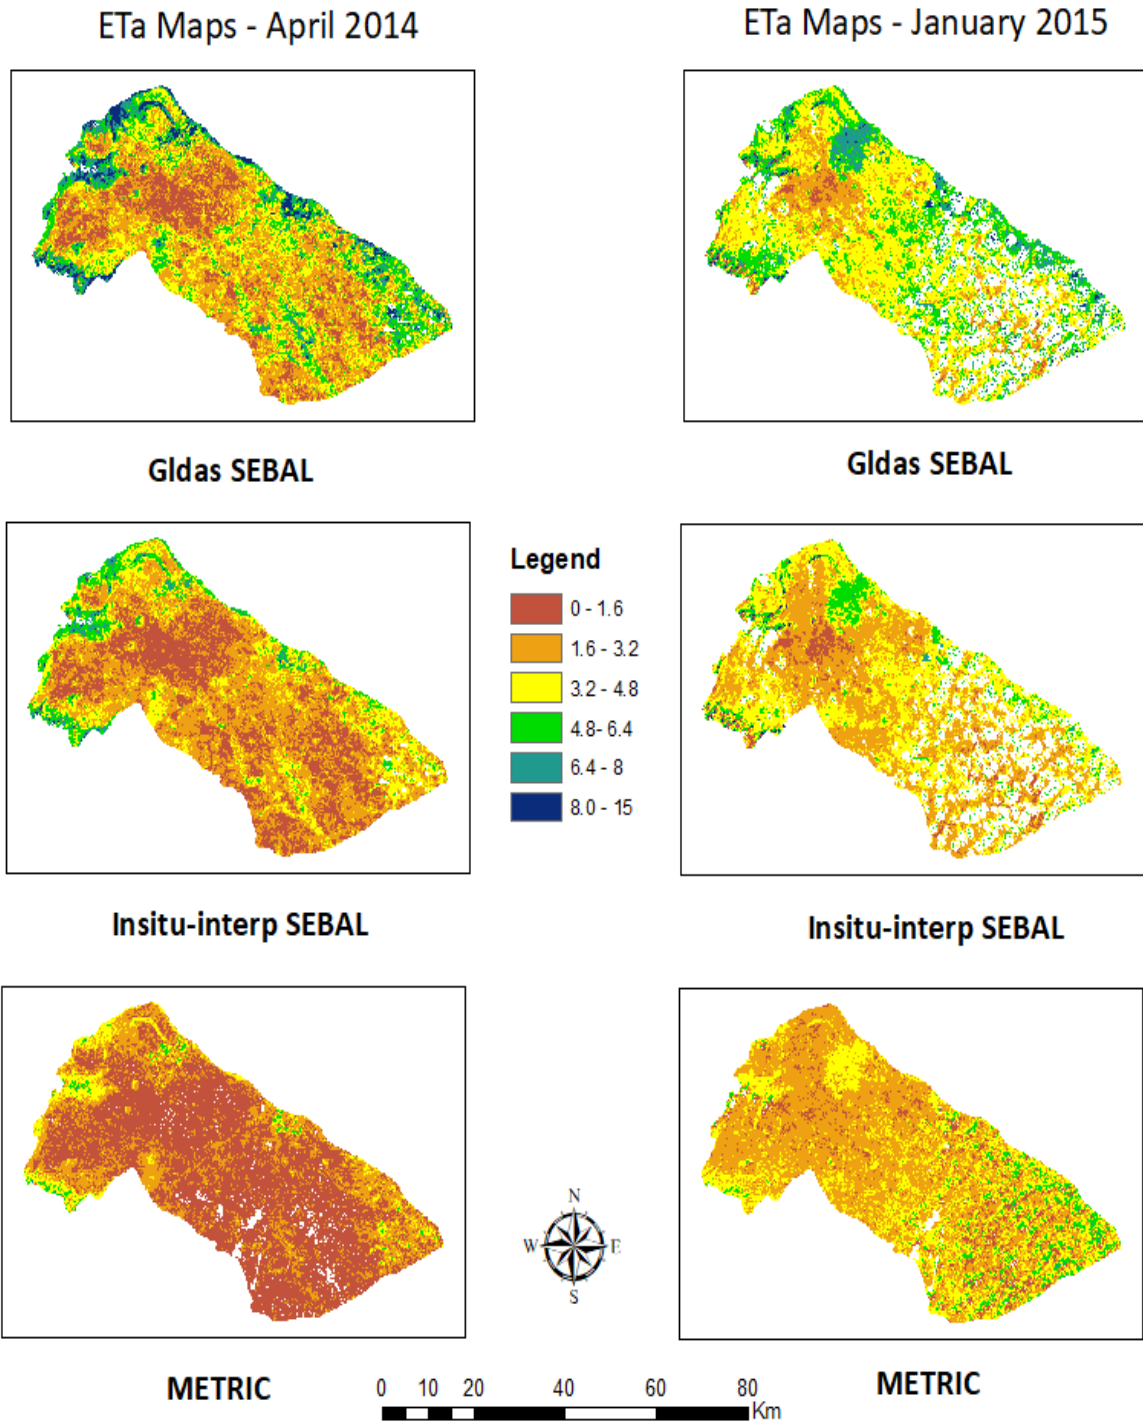 ETa Maps - April 2014
ETa Maps - January 2015
Gldas SEBAL
Gldas SEBAL
Legend
0 - 1.6
1.6 - 3.2
3.2 - 4.8
4.8- 6.4
6.4 - 8
8.0 - 15
Insitu-interp SEBAL
Insitu-interp SEBAL
N
W E
S
METRIC
METRIC
0 10 20 40 60 80
Km